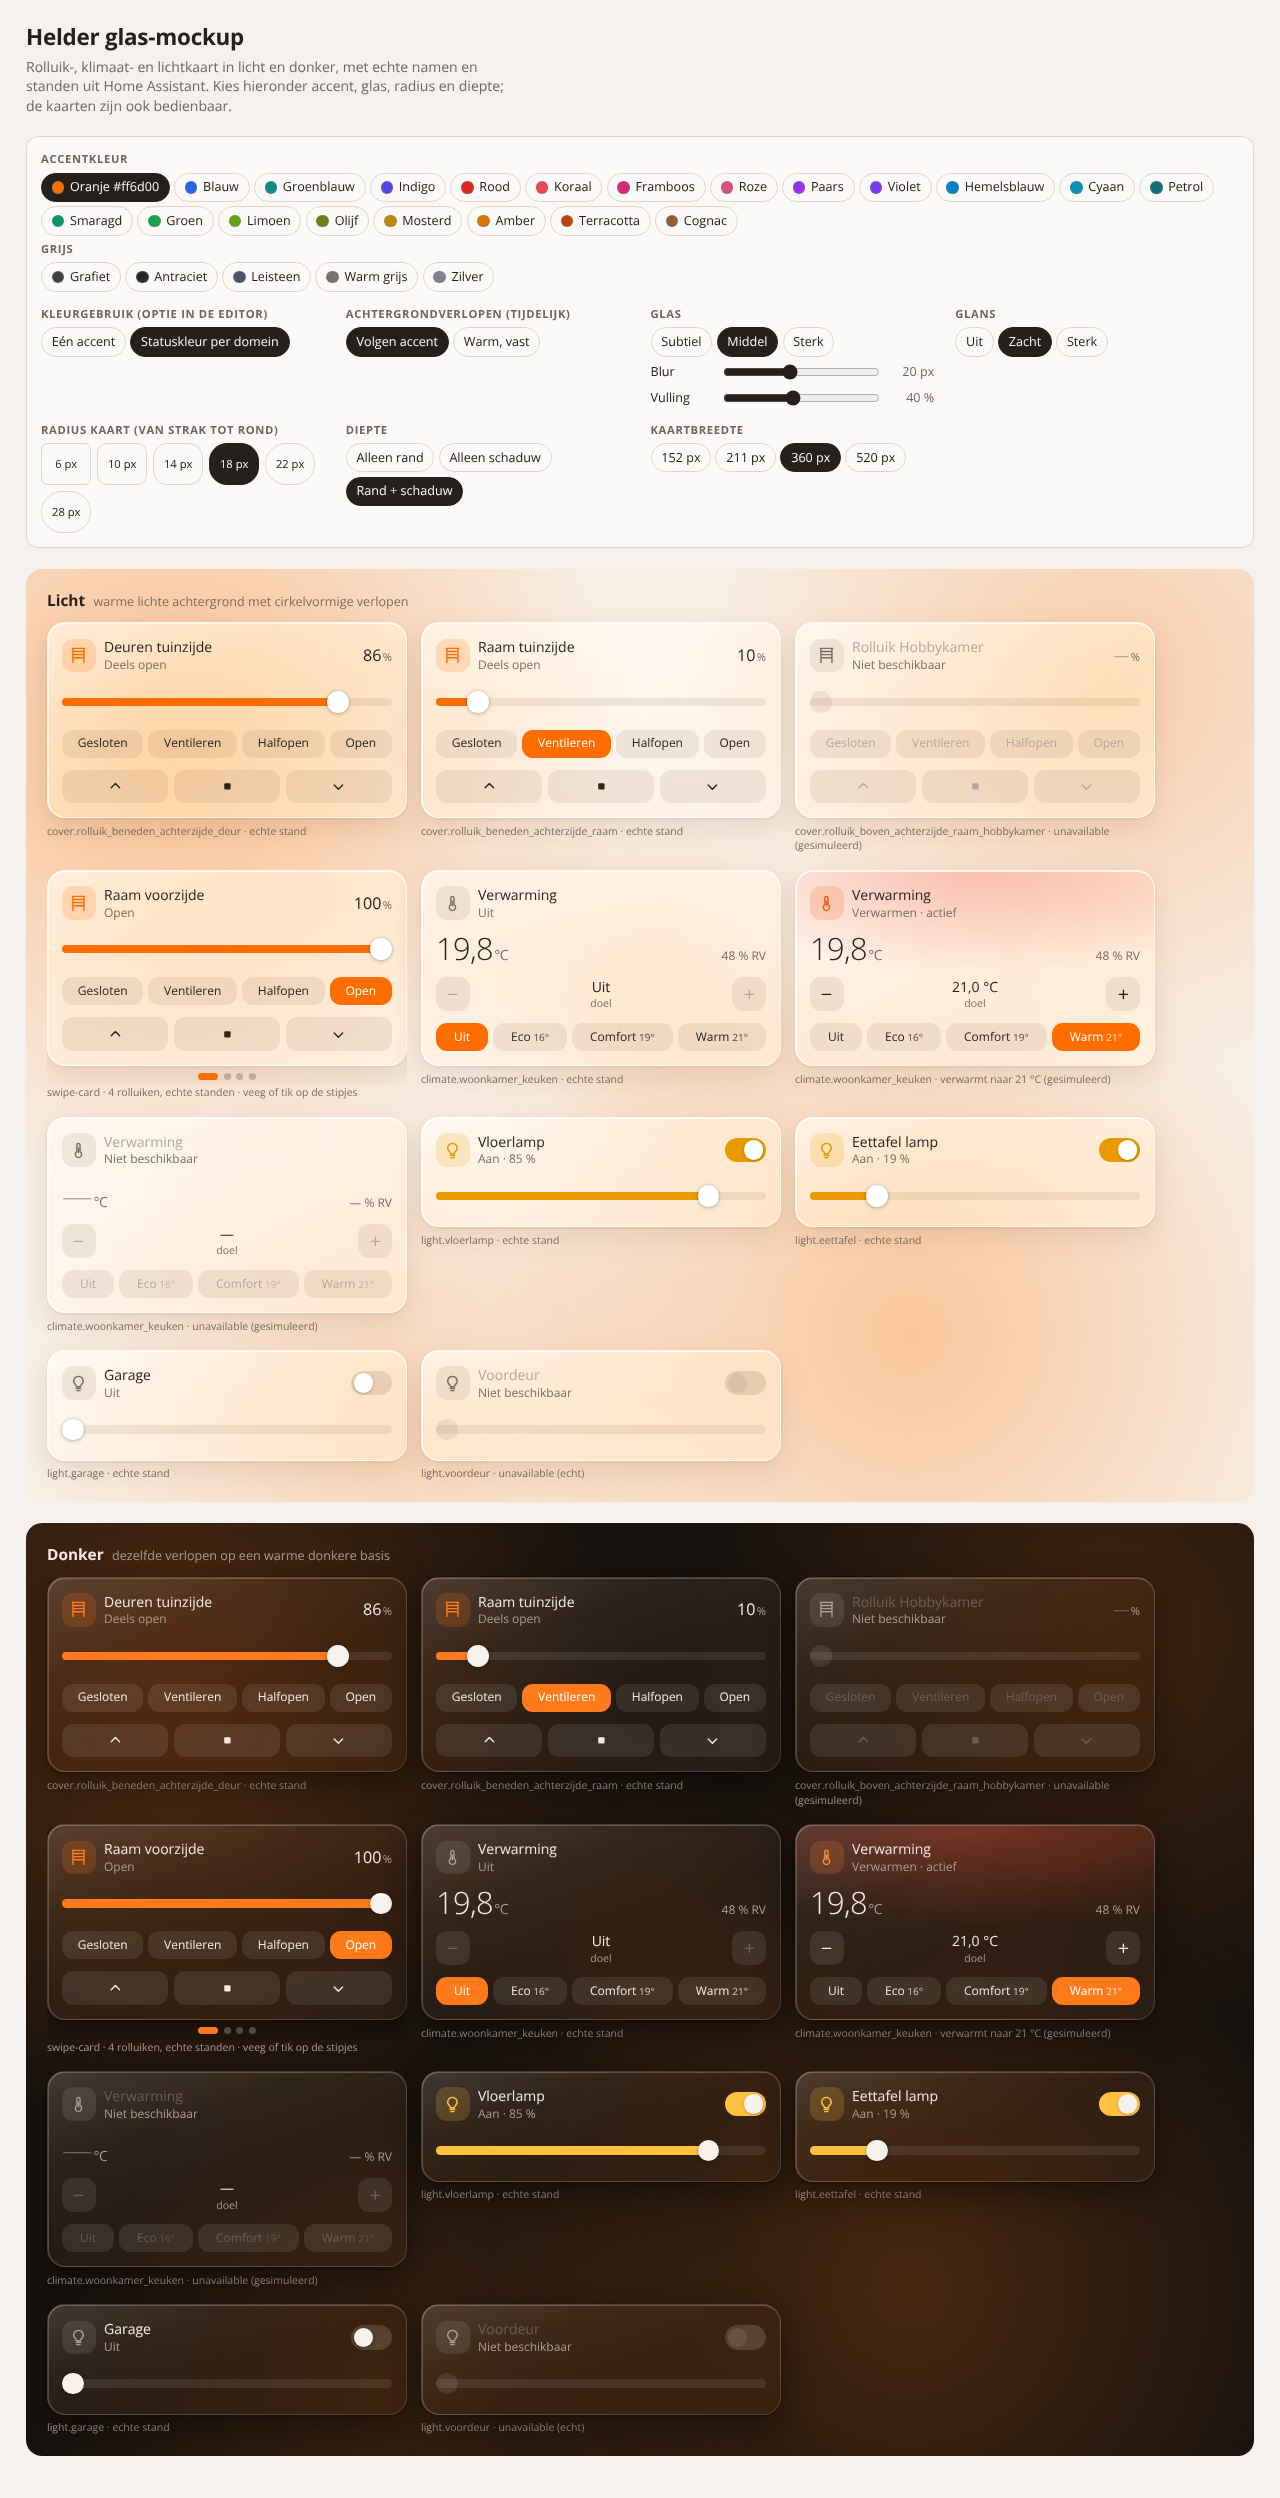 Helder glas-mockup
Rolluik-, klimaat- en lichtkaart in licht en donker, met echte namen en
standen uit Home Assistant. Kies hieronder accent, glas, radius en diepte;
de kaarten zijn ook bedienbaar.
ACCENTKLEUR
Oranje #ff6d00 Blauw Groenblauw Indigo Rood Koraal Framboos Roze Paars Violet Hemelsblauw Cyaan Petrol
Smaragd Groen Limoen Olijf Mosterd Amber Terracotta Cognac
GRIJS
Grafiet Antraciet Leisteen Warm grijs Zilver
KLEURGEBRUIK (OPTIE IN DE EDITOR) ACHTERGRONDVERLOPEN (TIJDELIJK) GLAS GLANS
Eén accent Statuskleur per domein Volgen accent Warm, vast Subtiel Middel Sterk Uit Zacht Sterk
Blur 20 px
Vulling 40 %
RADIUS KAART (VAN STRAK TOT ROND) DIEPTE KAARTBREEDTE
6 px 10 px 14 px 18 px 22 px Alleen rand Alleen schaduw 152 px 211 px 360 px 520 px
28 px Rand + schaduw
Licht warme lichte achtergrond met cirkelvormige verlopen
Deuren tuinzijde 86% Raam tuinzijde 10% Rolluik Hobbykamer —%
Deels open Deels open Niet beschikbaar
Gesloten Ventileren Halfopen Open Gesloten Ventileren Halfopen Open Gesloten Ventileren Halfopen Open
cover.rolluik_beneden_achterzijde_deur · echte stand cover.rolluik_beneden_achterzijde_raam · echte stand cover.rolluik_boven_achterzijde_raam_hobbykamer · unavailable
(gesimuleerd)
Raam voorzijde 100% Verwarming Verwarming
Open Uit Verwarmen · actief
19,8°C 48 % RV 19,8°C 48 % RV
Gesloten Ventileren Halfopen Open − Uit + − 21,0 °C +
doel doel
Uit Eco 16° Comfort 19° Warm 21° Uit Eco 16° Comfort 19° Warm 21°
climate.woonkamer_keuken · echte stand climate.woonkamer_keuken · verwarmt naar 21 °C (gesimuleerd)
swipe-card · 4 rolluiken, echte standen · veeg of tik op de stipjes
Verwarming Vloerlamp Eettafel lamp
Niet beschikbaar Aan · 85 % Aan · 19 %
—°C — % RV
− — +
doel
light.vloerlamp · echte stand light.eettafel · echte stand
Uit Eco 16° Comfort 19° Warm 21°
climate.woonkamer_keuken · unavailable (gesimuleerd)
Garage Voordeur
Uit Niet beschikbaar
light.garage · echte stand light.voordeur · unavailable (echt)
Donker dezelfde verlopen op een warme donkere basis
Deuren tuinzijde 86% Raam tuinzijde 10% Rolluik Hobbykamer —%
Deels open Deels open Niet beschikbaar
Gesloten Ventileren Halfopen Open Gesloten Ventileren Halfopen Open Gesloten Ventileren Halfopen Open
cover.rolluik_beneden_achterzijde_deur · echte stand cover.rolluik_beneden_achterzijde_raam · echte stand cover.rolluik_boven_achterzijde_raam_hobbykamer · unavailable
(gesimuleerd)
Raam voorzijde 100% Verwarming Verwarming
Open Uit Verwarmen · actief
19,8°C 48 % RV 19,8°C 48 % RV
Gesloten Ventileren Halfopen Open − Uit + − 21,0 °C +
doel doel
Uit Eco 16° Comfort 19° Warm 21° Uit Eco 16° Comfort 19° Warm 21°
climate.woonkamer_keuken · echte stand climate.woonkamer_keuken · verwarmt naar 21 °C (gesimuleerd)
swipe-card · 4 rolluiken, echte standen · veeg of tik op de stipjes
Verwarming Vloerlamp Eettafel lamp
Niet beschikbaar Aan · 85 % Aan · 19 %
—°C — % RV
− — +
doel
light.vloerlamp · echte stand light.eettafel · echte stand
Uit Eco 16° Comfort 19° Warm 21°
climate.woonkamer_keuken · unavailable (gesimuleerd)
Garage Voordeur
Uit Niet beschikbaar
light.garage · echte stand light.voordeur · unavailable (echt)